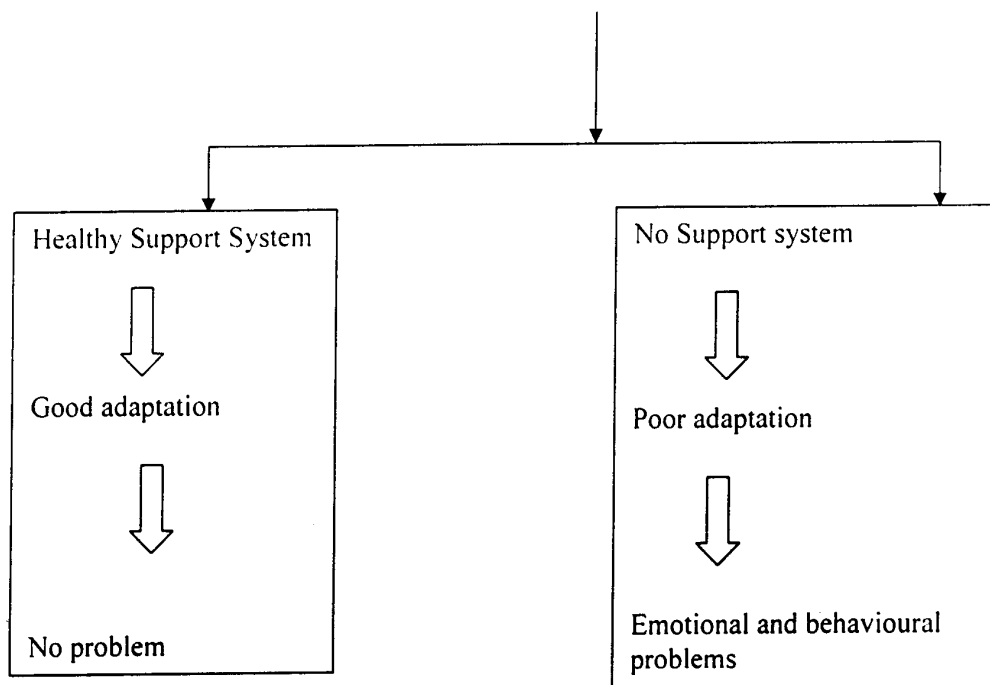 Healthy Support System
Good adaptation
No problem
No Support system
Poor adaptation
Emotional and behavioural
problems